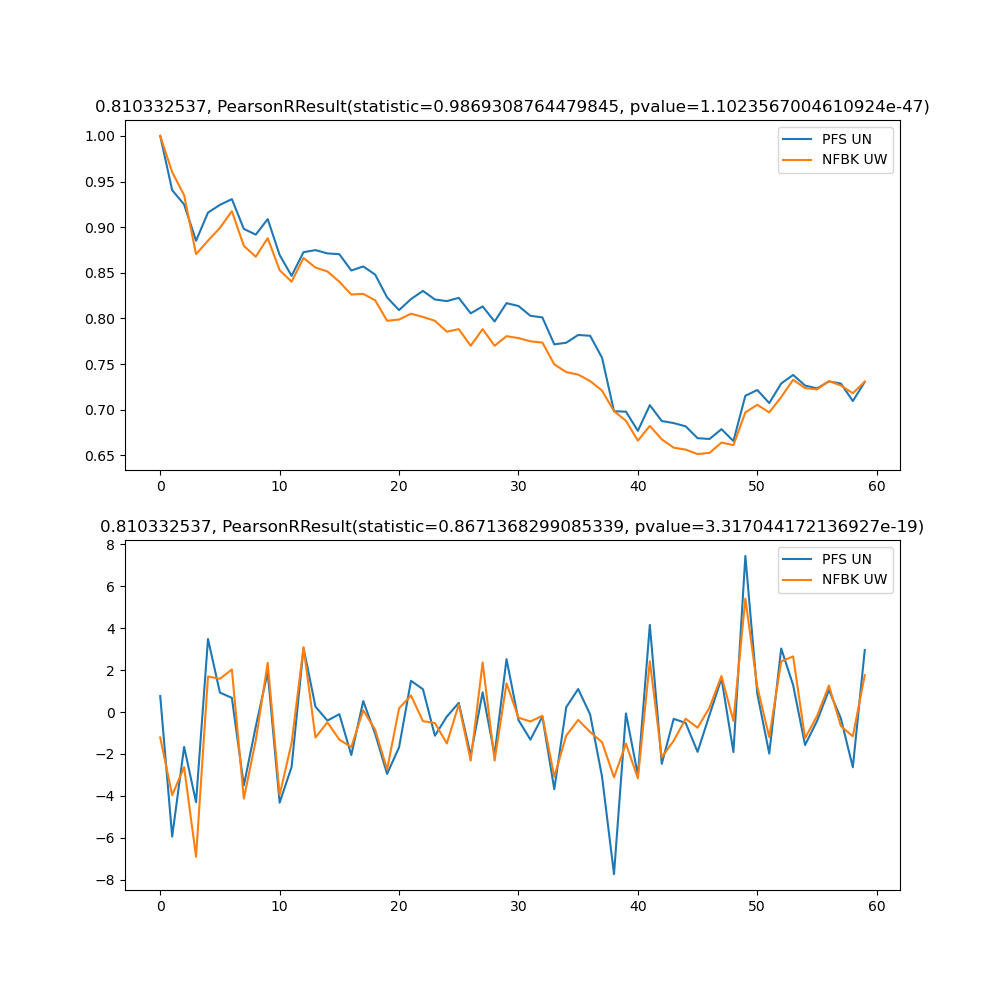 0.810332537, PearsonRResult(statistic=0.9869308764479845, pvalue=1.1023567004610924e-47)
PFS UN
NFBK UW
1.00
0.95
0.90
0.85
0.80
0.75
0.70
0.65
0 10 20 30 40 50 60
0.810332537, PearsonRResult(statistic=0.8671368299085339, pvalue=3.317044172136927e-19)
PFS UN
NFBK UW
8
6
4
2
0
−2
−4
−6
−8
0 10 20 30 40 50 60